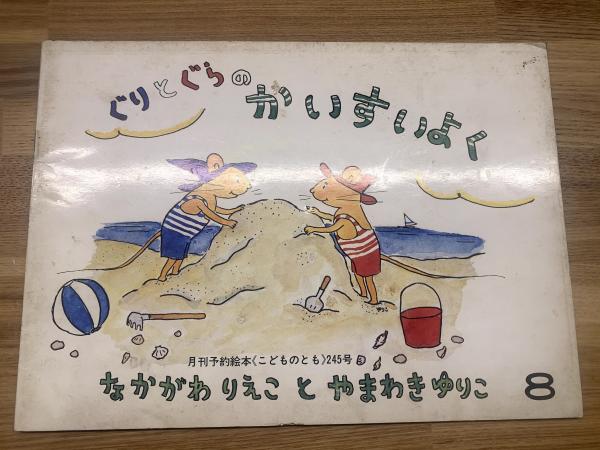 ぐりとぐらの
かいすいよく
月刊予約絵本《こどものとも》245号
なかがわ りえこ と やまわき ゆりこ
8